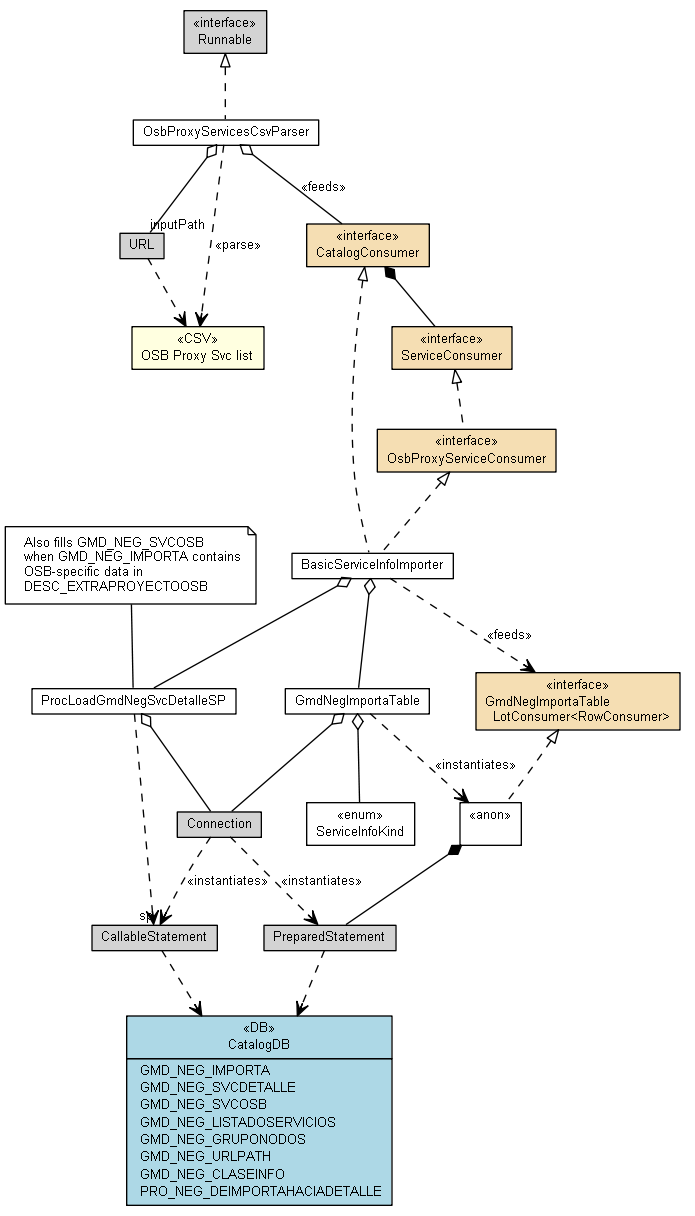 «interface»
Runnable
OsbProxyServicesCsvParser
«feeds»
inputPath
«interface»
CatalogConsumer
URL
«parse»
«CSV»
OSB Proxy Svc list
«interface»
ServiceConsumer
«interface»
OsbProxyServiceConsumer
Also fills GMD_NEG_SVCOSB
when GMD_NEG_IMPORTA contains
OSB-specific data in
DESC_EXTRAPROYECTOOSB
BasicServiceInfoImporter
«feeds»
ProcLoadGmdNegSvcDetalleSP
GmdNegImportaTable
«interface»
GmdNegImportaTable
LotConsumer<RowConsumer>
«instantiates»
Connection
«enum»
ServiceInfoKind
«anon»
«instantiates»
«instantiates»
CallableStatement
PreparedStatement
«DB»
CatalogDB
GMD_NEG_IMPORTA
GMD_NEG_SVCDETALLE
GMD_NEG_SVCOSB
GMD_NEG_LISTADOSERVICIOS
GMD_NEG_GRUPONODOS
GMD_NEG_URLPATH
GMD_NEG_CLASEINFO
PRO_NEG_DEIMPORTAHACIADETALLE